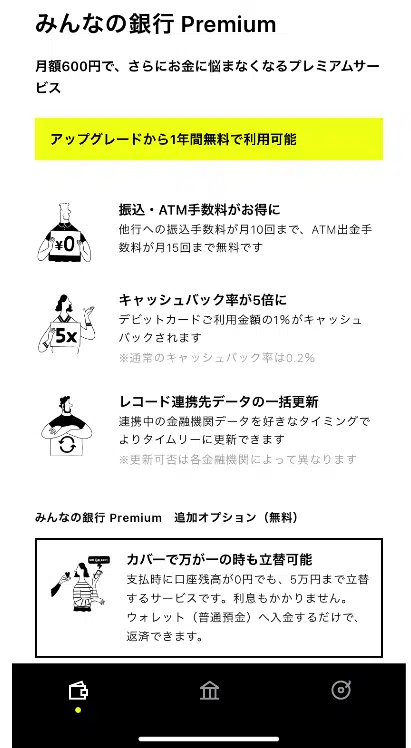 みんなの銀行 Premium
月額600円で、さらにお金に悩まなくなるプレミアムサー
ビス
アップグレードから1年間無料で利用可能
¥0
振込・ATM手数料がお得に
他行への振込手数料が月10回まで、ATM出金手
数料が月15回まで無料です
5x
キャッシュバック率が5倍に
デビットカードご利用金額の1%がキャッシュ
バックされます
※通常のキャッシュバック率は0.2%
レコード連携先データの一括更新
連携中の金融機関データを好きなタイミングで
よりタイムリーに更新できます
※更新可否は各金融機関によって異なります
みんなの銀行 Premium 追加オプション（無料）
カバーで万が一の時も立替可能
支払時に口座残高が0円でも、5万円まで立替
するサービスです。利息もかかりません。
ウォレット（普通預金）へ入金するだけで、
返済できます。